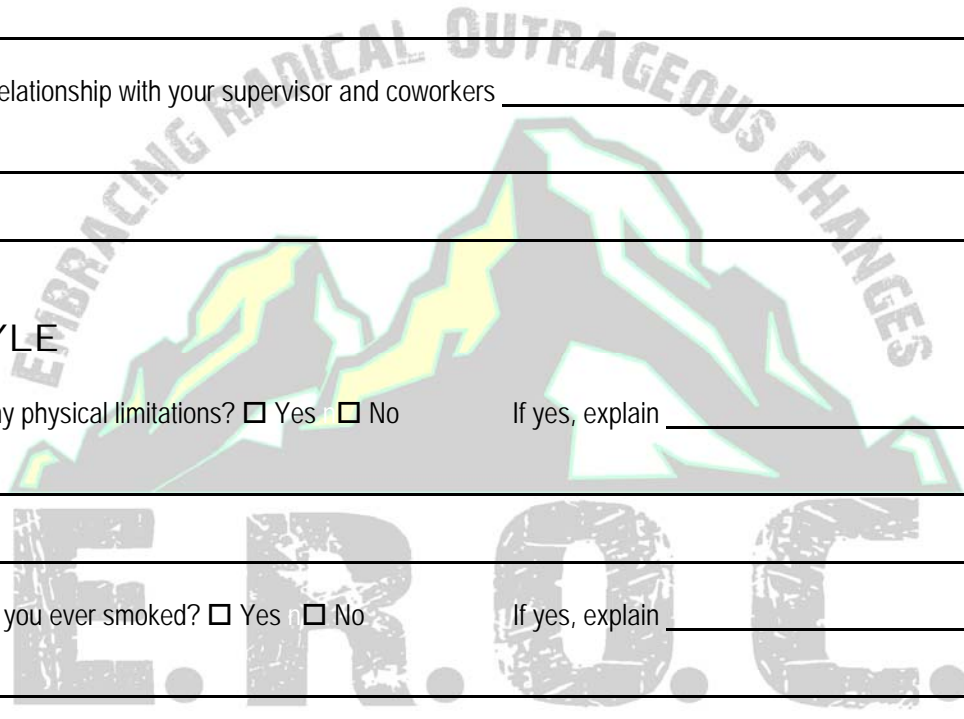 EMBRACING RADICAL OUTRAGEOUS CHANGES
elationship with your supervisor and coworkers
YLE
y physical limitations? ☐ Yes n☐ No If yes, explain
you ever smoked? ☐ Yes n☐ No If yes, explain
E.R.O.C.